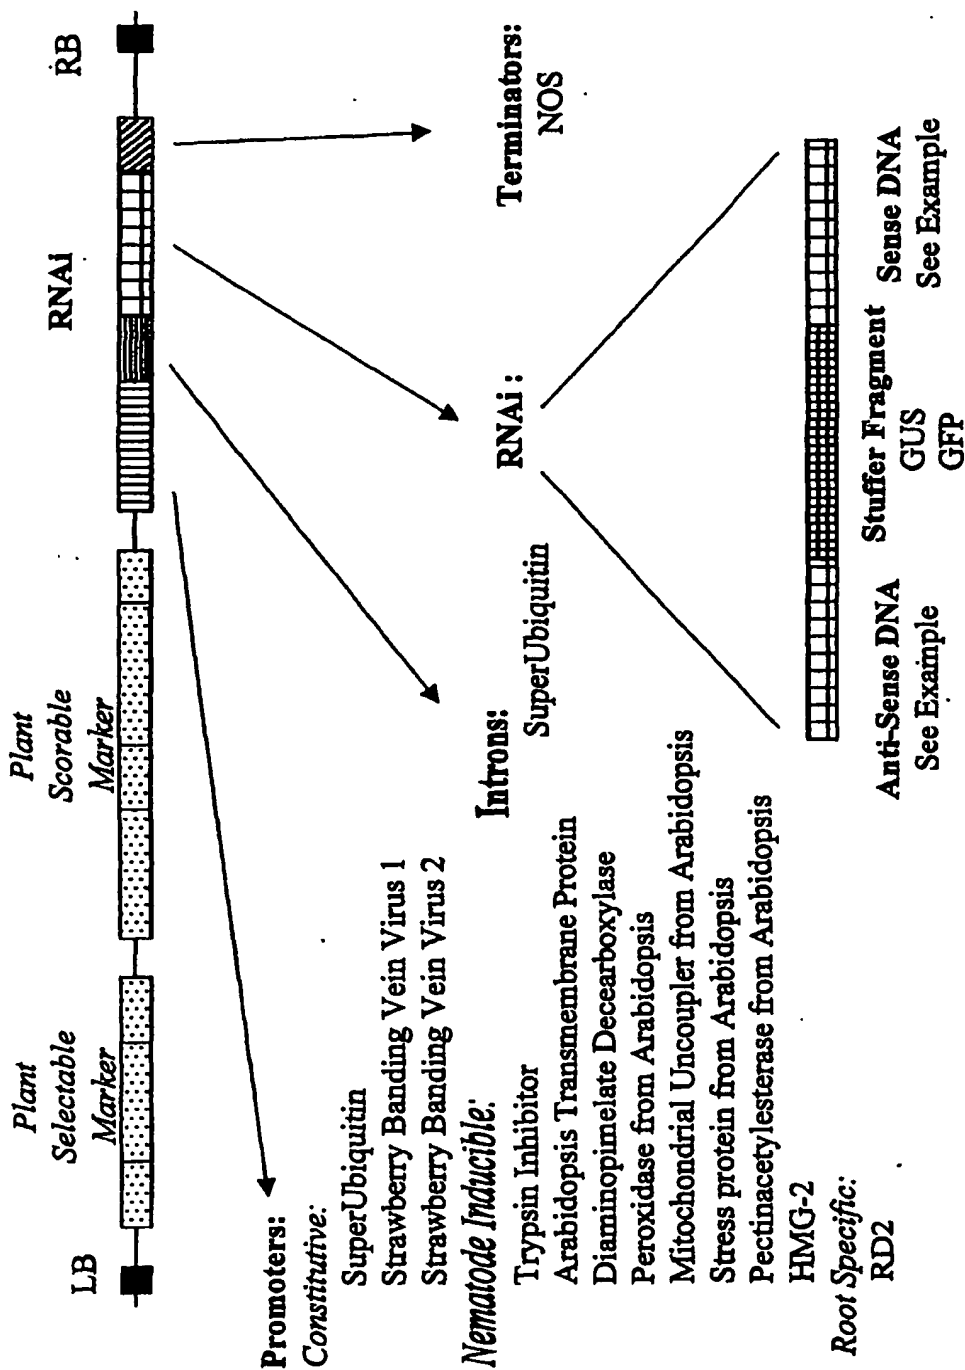 LB
Plant
Selectable
Marker
Plant
Scorable
Marker
RNAi
RB
Promoters:
Constitutive:
SuperUbiquitin
Strawberry Banding Vein Virus 1
Strawberry Banding Vein Virus 2
Nematode Inducible:
Trypsin Inhibitor
Arabidopsis Transmembrane Protein
Diaminopimelate Decearboxylase
Peroxidase from Arabidopsis
Mitochondrial Uncoupler from Arabidopsis
Stress protein from Arabidopsis
Pectinacetylesterase from Arabidopsis
HMG-2
Root Specific:
RD2
Introns:
SuperUbiquitin
RNAi :
Terminators:
NOS
Anti-Sense DNA
See Example
Stuffer Fragment
GUS
GFP
Sense DNA
See Example